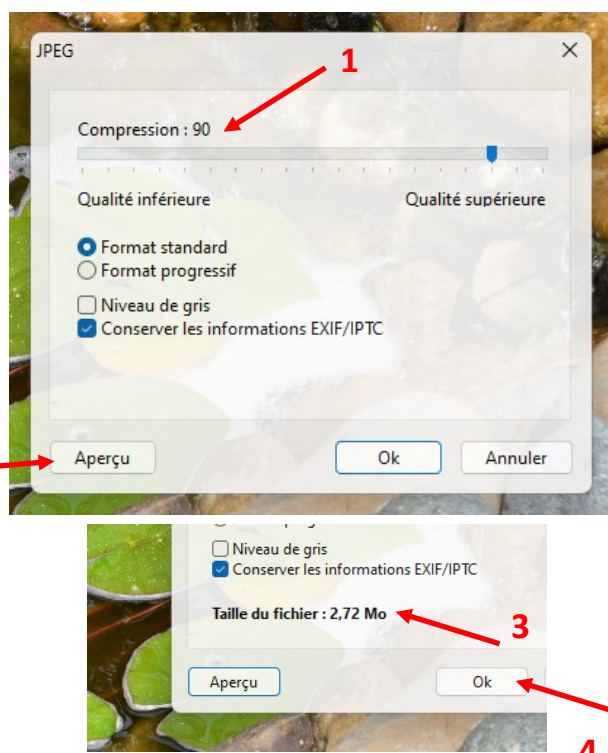 JPEG
1
Compression : 90
Qualité inférieure Qualité supérieure
Format standard
Format progressif
Niveau de gris
Conserver les informations EXIF/IPTC
Aperçu Ok Annuler
Niveau de gris
Conserver les informations EXIF/IPTC
Taille du fichier : 2,72 Mo
3
Aperçu Ok
4